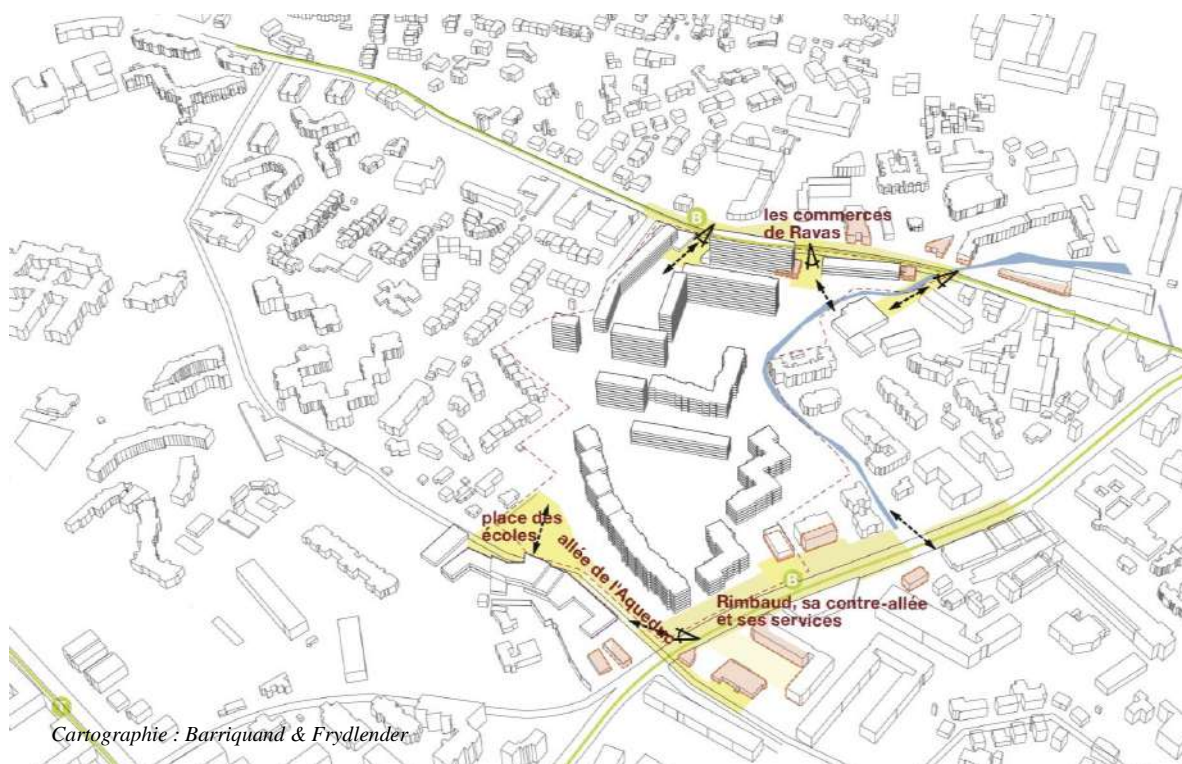 B
les commerces
de Ravas
place des
écoles
allée de l'Aqueduc
B
Rimbaud, sa contre-allée
et ses services
Cartographie : Barriquand & Frydlender